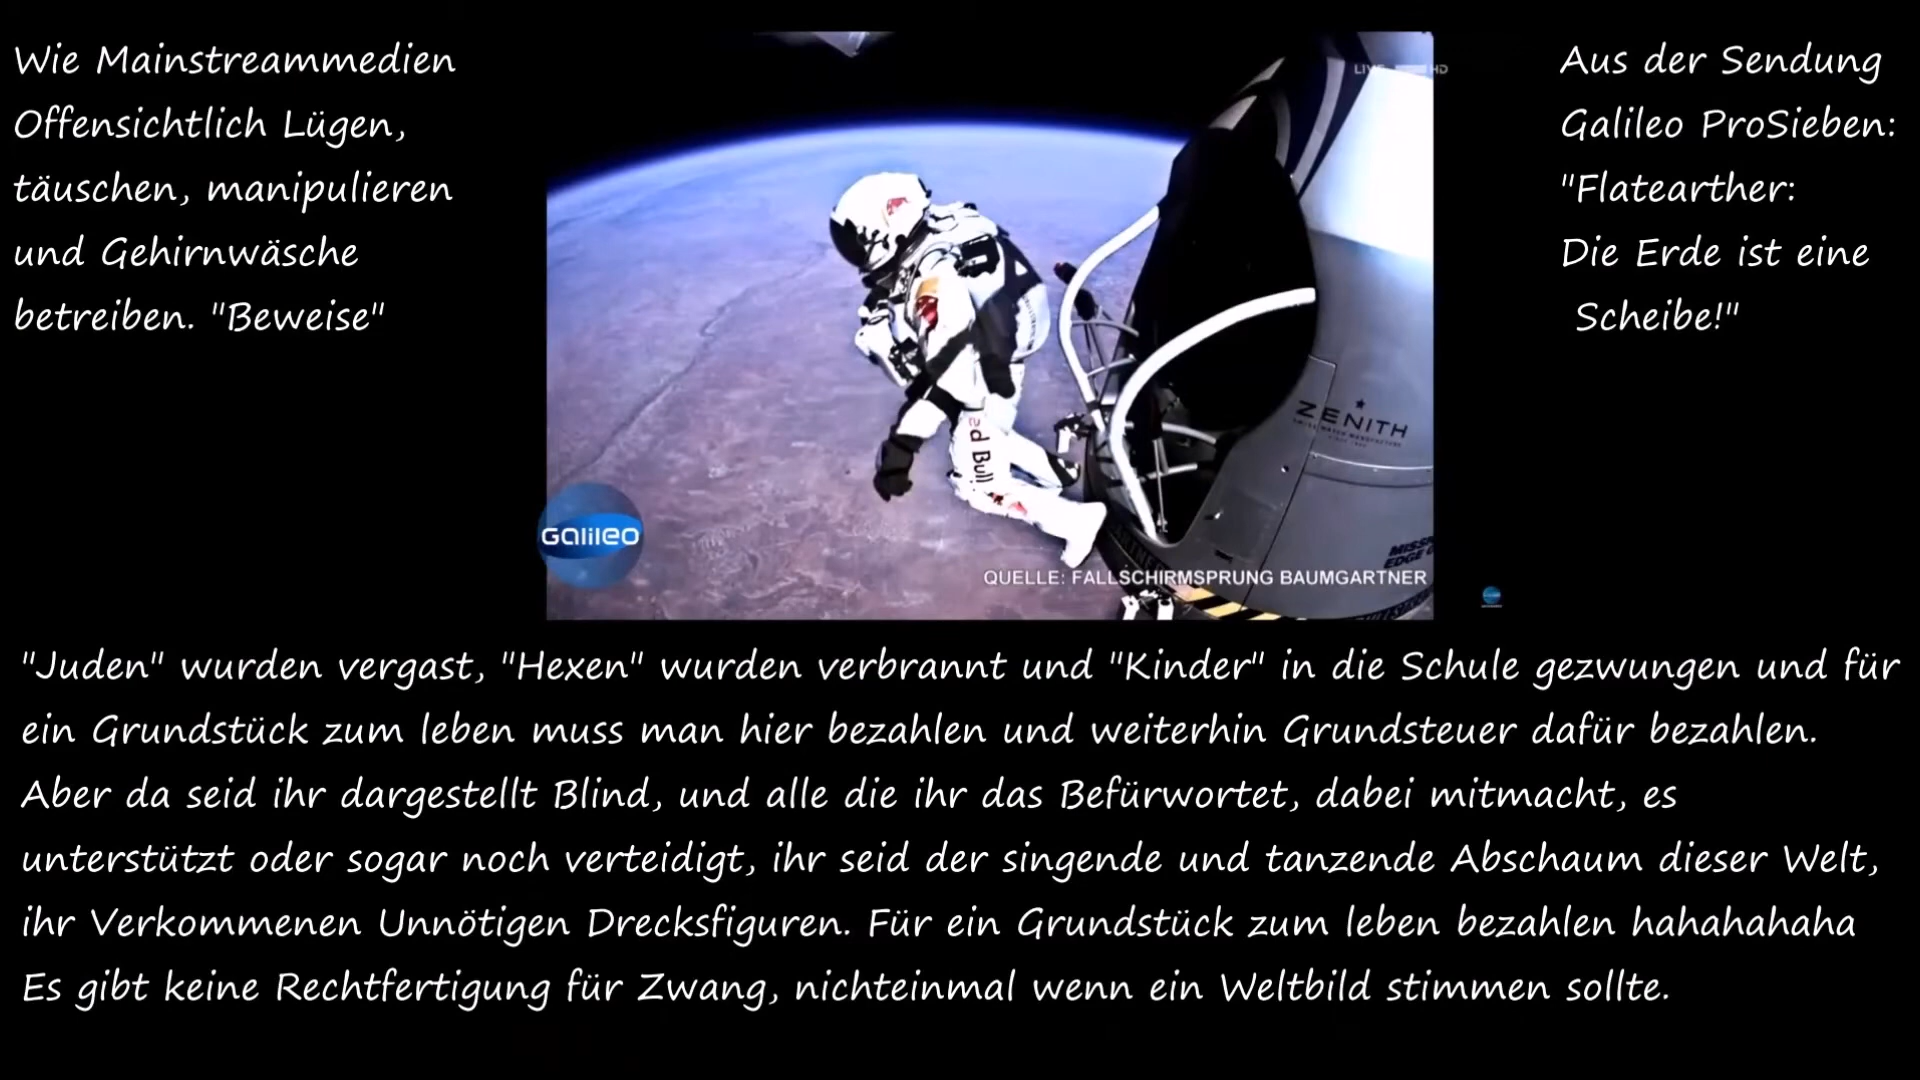 Wie Mainstreammedien
Offensichtlich Lügen,
täuschen, manipulieren
und Gehirnwäsche
betreiben. "Beweise"
Aus der Sendung
Galileo ProSieben:
"Flatearther:
Die Erde ist eine
Scheibe!"
LIVE HD
ZENITH
d Bull
GALILEO
QUELLE: FALLSCHIRMSPRUNG BAUMGARTNER
"Juden" wurden vergast, "Hexen" wurden verbrannt und "Kinder" in die Schule gezwungen und für
ein Grundstück zum leben muss man hier bezahlen und weiterhin Grundsteuer dafür bezahlen.
Aber da seid ihr dargestellt Blind, und alle die ihr das Befürwortet, dabei mitmacht, es
unterstützt oder sogar noch verteidigt, ihr seid der singende und tanzende Abschaum dieser Welt,
ihr Verkommenen Unnötigen Drecksfiguren. Für ein Grundstück zum leben bezahlen hahahahaha
Es gibt keine Rechtfertigung für Zwang, nichteinmal wenn ein Weltbild stimmen sollte.